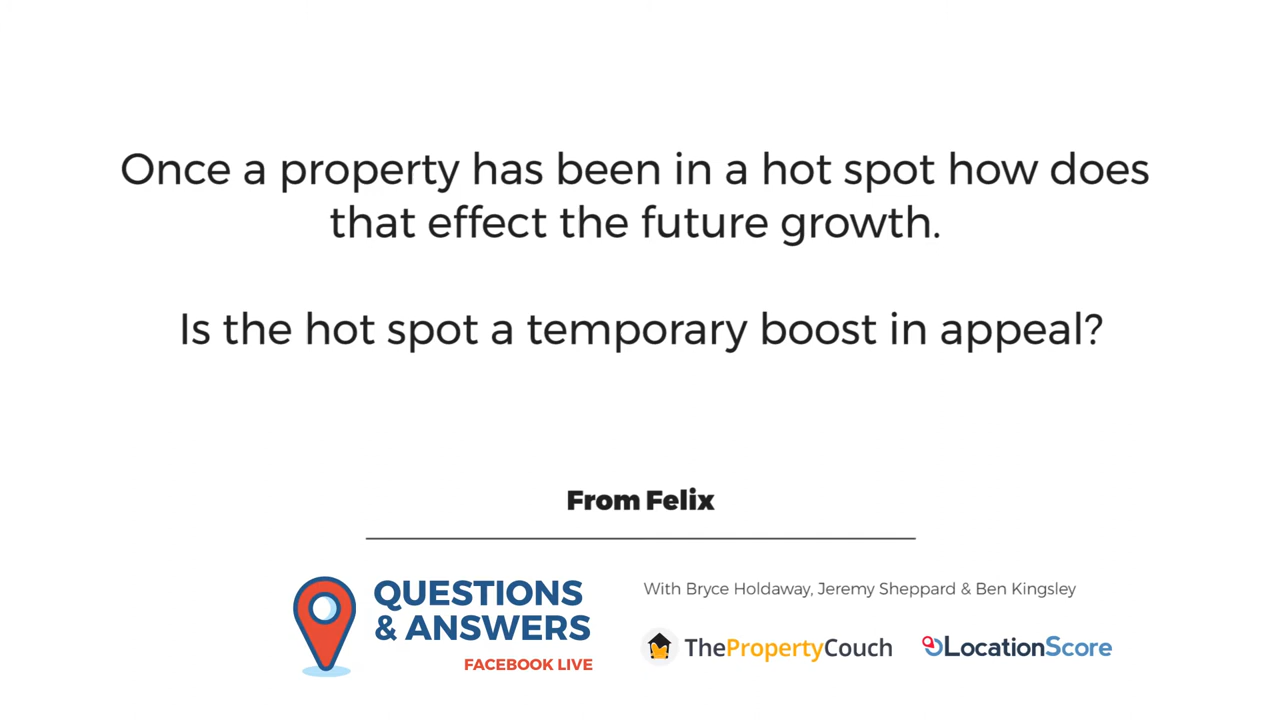 Once a property has been in a hot spot how does
that effect the future growth.
Is the hot spot a temporary boost in appeal?
From Felix
QUESTIONS
& ANSWERS
FACEBOOK LIVE
With Bryce Holdaway, Jeremy Sheppard & Ben Kingsley
ThePropertyCouch
LocationScore